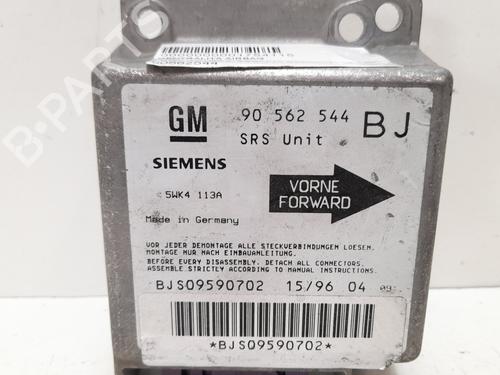 GM
90 562 544 BJ
SRS Unit
SIEMENS
5WK4 113A
VORNE
FORWARD
Made in Germany
VOR JEDER DEMONTAGE ALLE STECKVERBINDUNGEN LOESEN.
MONTAGE NUR NACH EINBAUANLEITUNG.
BEFORE EVERY DISASSEMBLY. DETACH ALL CONNECTORS.
ASSEMBLE STRICTLY ACCORDING TO MANUAL INSTRUCTIONS.
BJS09590702 15/96 04
*BJS09590702*